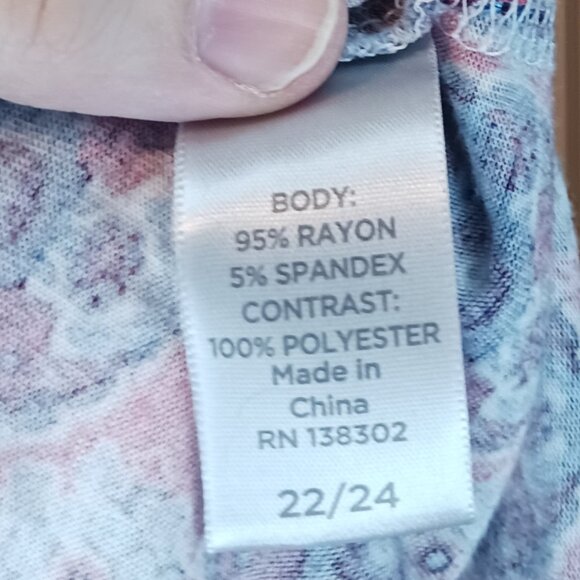 BODY:
95% RAYON
5% SPANDEX
CONTRAST:
100% POLYESTER
Made in
China
RN 138302
22/24